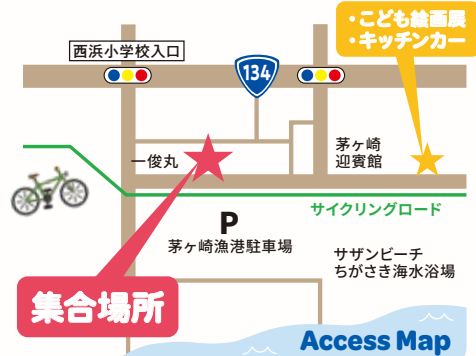 ・こども絵画展
・キッチンカー
西浜小学校入口
134
茅ヶ崎
迎賓館
一俊丸
サイクリングロード
P
茅ヶ崎漁港駐車場
サザンビーチ
ちがさき海水浴場
集合場所
Access Map